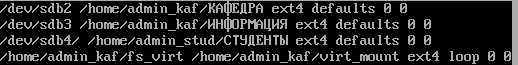 /dev/sdb2 /home/admin_kaf/КАФЕДРА ext4 defaults 0 0
/dev/sdb3 /home/admin_kaf/ИНФОРМАЦИЯ ext4 defaults 0 0
/dev/sdb4/ /home/admin_stud/СТУДЕНТЫ ext4 defaults 0 0
/home/admin_kaf/fs_virt /home/admin_kaf/virt_mount ext4 loop 0 0